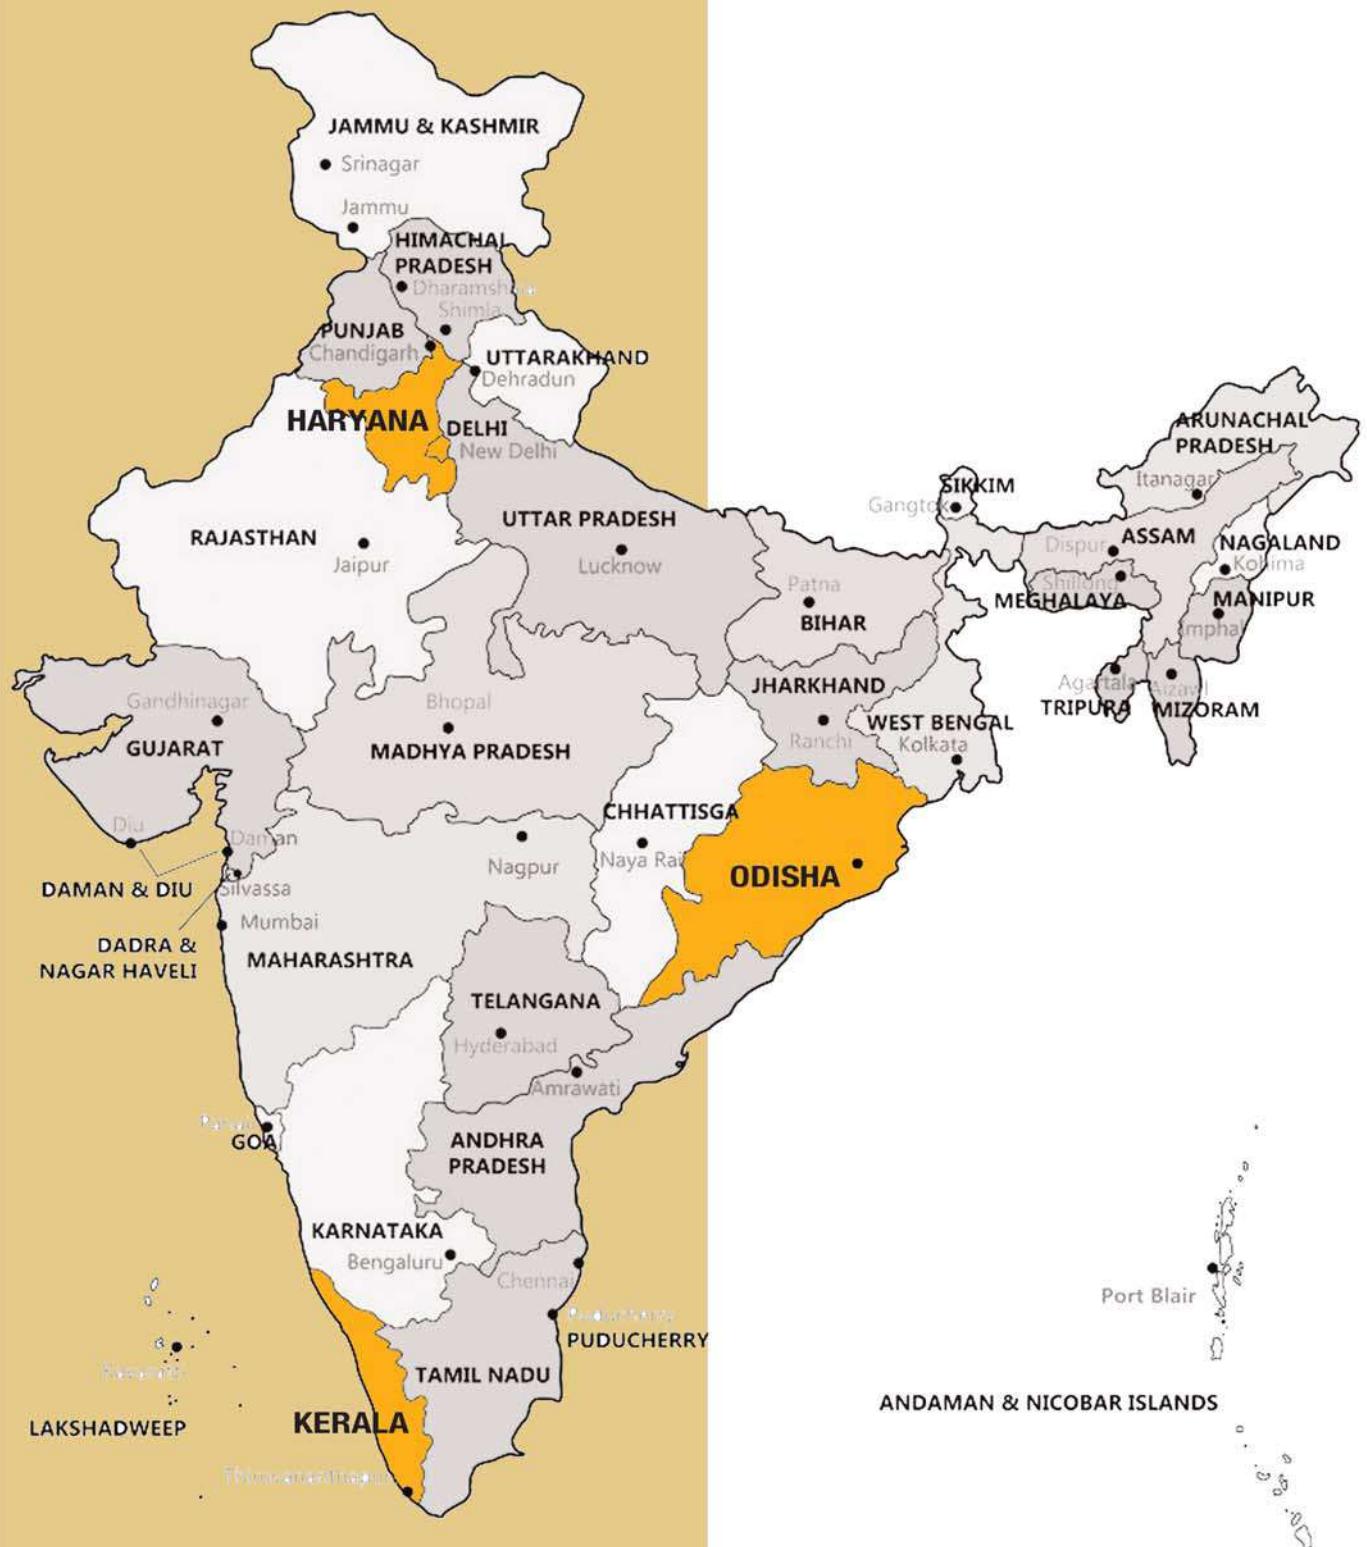 JAMMU & KASHMIR
Srinagar
Jammu
HIMACHAL
PRADESH
Shimla
PUNJAB
Chandigarh
UTTARAKHAND
Dehradun
HARYANA
DELHI
New Delhi
ARUNACHAL
PRADESH
Itanagar
SIKKIM
Gangtok
UTTAR PRADESH
Lucknow
RAJASTHAN
Jaipur
ASSAM
Dispur
NAGALAND
Kohima
Shillong
MEGHALAYA
MANIPUR
Imphal
Patna
BIHAR
JHARKHAND
Ranchi
Agartala
TRIPURA
Aizawl
MIZORAM
WEST BENGAL
Kolkata
Gandhinagar
GUJARAT
Bhopal
MADHYA PRADESH
CHHATTISGA
Naya Rai
ODISHA
Diu
Daman
DAMAN & DIU
Silvassa
Nagpur
Mumbai
DADRA &
NAGAR HAVELI
MAHARASHTRA
TELANGANA
Hyderabad
Amrawati
GOA
ANDHRA
PRADESH
KARNATAKA
Bengaluru
Chennai
Port Blair
PUDUCHERRY
TAMIL NADU
ANDAMAN & NICOBAR ISLANDS
LAKSHADWEEP
KERALA